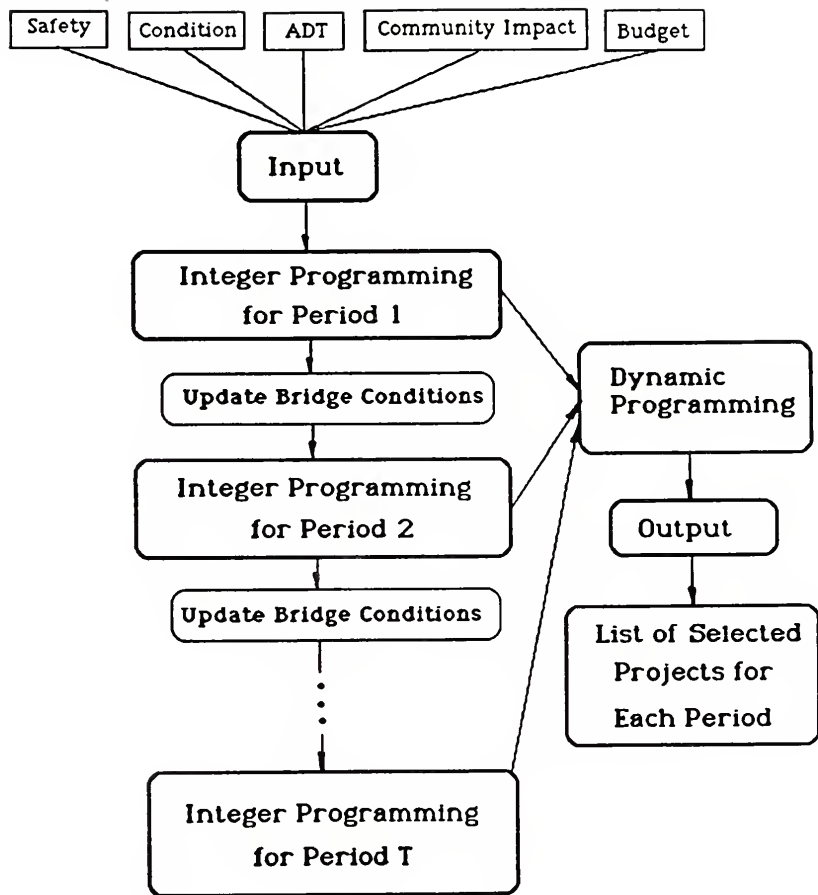 Safety
Condition
ADT
Community Impact
Budget
Input
Integer Programming
for Period 1
Update Bridge Conditions
Integer Programming
for Period 2
Update Bridge Conditions
Integer Programming
for Period T
Dynamic
Programming
Output
List of Selected
Projects for
Each Period